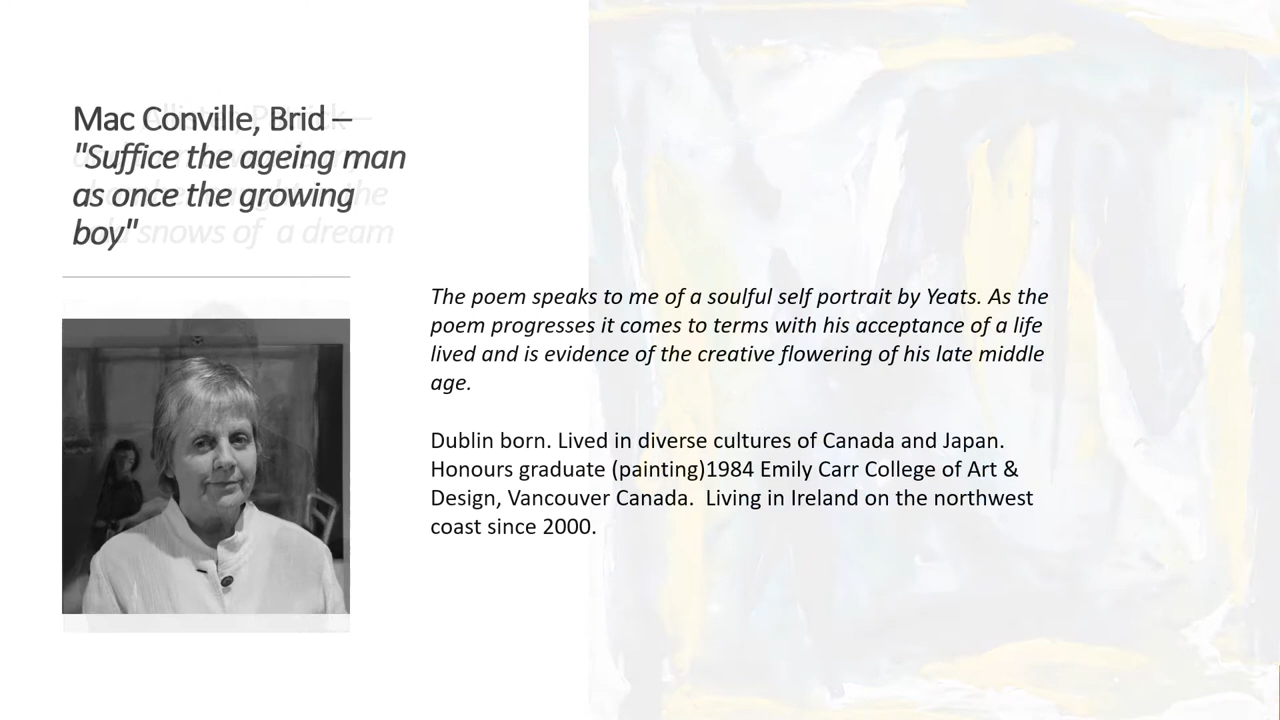 Mac Conville, Brid –
"Suffice the ageing man
as once the growing
boy"
snows of a dream
The poem speaks to me of a soulful self portrait by Yeats. As the
poem progresses it comes to terms with his acceptance of a life
lived and is evidence of the creative flowering of his late middle
age.
Dublin born. Lived in diverse cultures of Canada and Japan.
Honours graduate (painting)1984 Emily Carr College of Art &
Design, Vancouver Canada.  Living in Ireland on the northwest
coast since 2000.